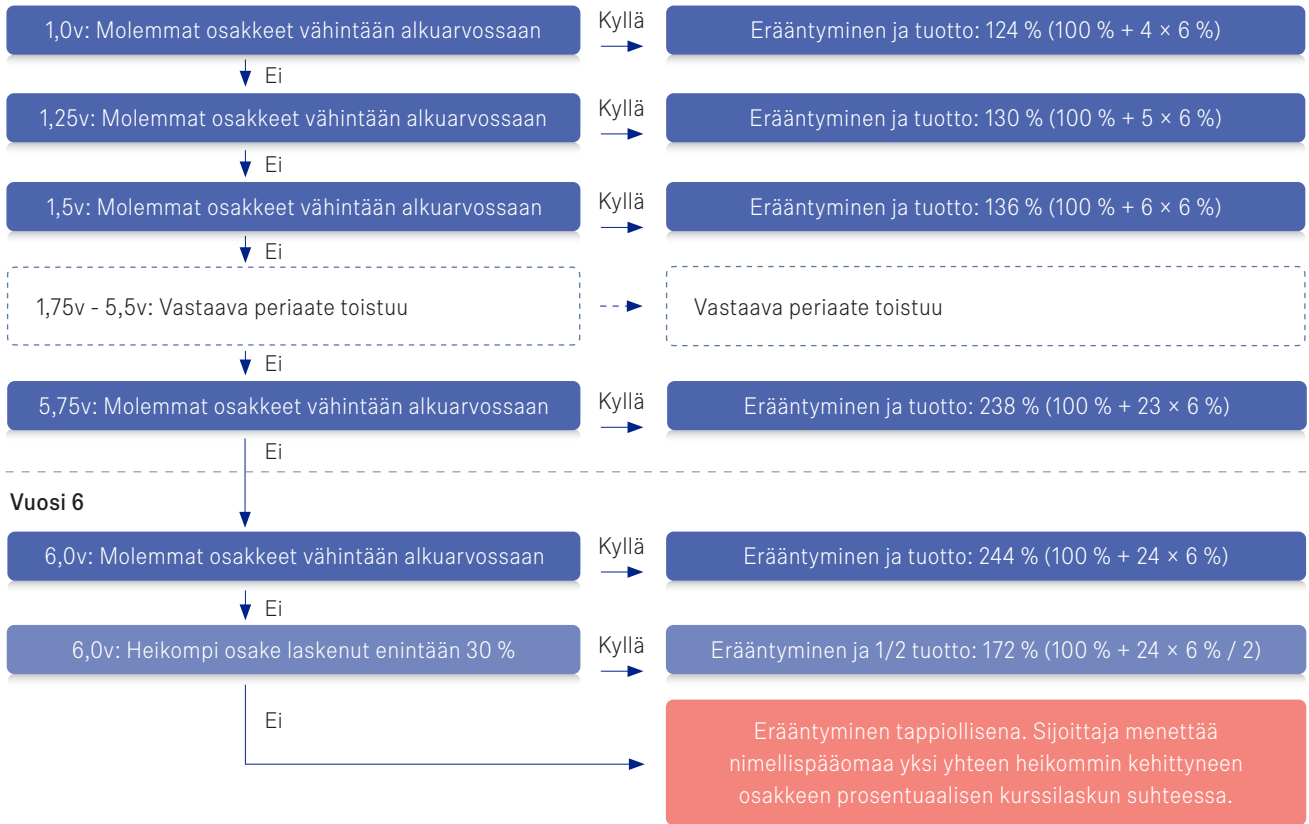 1,0v: Molemmat osakkeet vähintään alkuarvossaan
Kyllä
Erääntyminen ja tuotto: 124 % (100 % + 4 × 6 %)
Ei
1,25v: Molemmat osakkeet vähintään alkuarvossaan
Kyllä
Erääntyminen ja tuotto: 130 % (100 % + 5 × 6 %)
Ei
1,5v: Molemmat osakkeet vähintään alkuarvossaan
Kyllä
Erääntyminen ja tuotto: 136 % (100 % + 6 × 6 %)
Ei
1,75v - 5,5v: Vastaava periaate toistuu
Vastaava periaate toistuu
Ei
5,75v: Molemmat osakkeet vähintään alkuarvossaan
Kyllä
Erääntyminen ja tuotto: 238 % (100 % + 23 × 6 %)
Ei
Vuosi 6
6,0v: Molemmat osakkeet vähintään alkuarvossaan
Kyllä
Erääntyminen ja tuotto: 244 % (100 % + 24 × 6 %)
Ei
6,0v: Heikompi osake laskenut enintään 30 %
Kyllä
Erääntyminen ja 1/2 tuotto: 172 % (100 % + 24 × 6 % / 2)
Ei
Erääntyminen tappiollisena. Sijoittaja menettää
nimellispääomaa yksi yhteen heikommin kehittyneen
osakkeen prosentuaalisen kurssilaskun suhteessa.